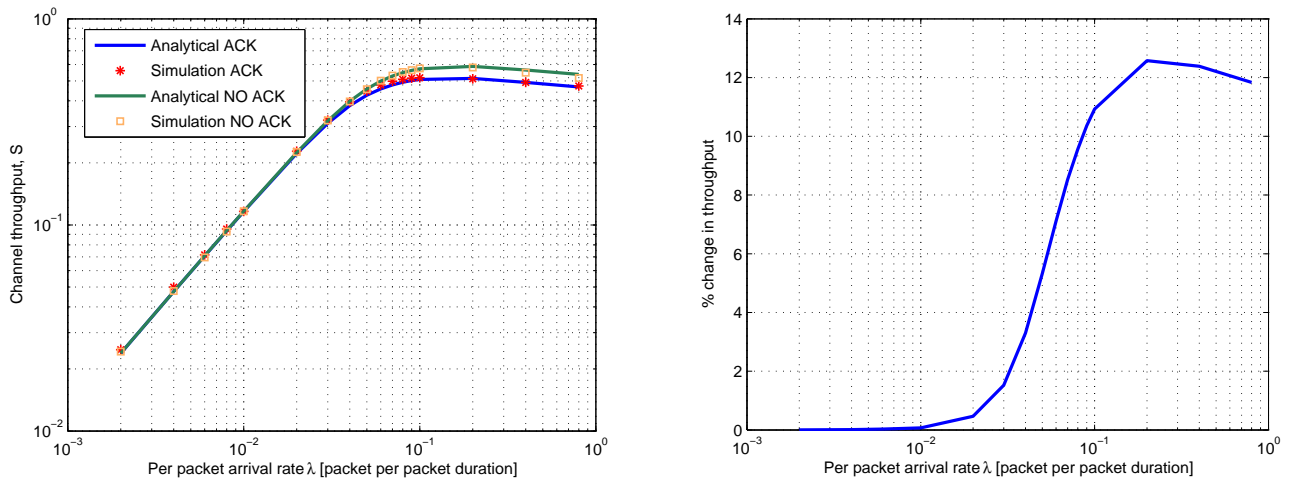 10^0
10^-1
10^-2
Channel throughput, S
Analytical ACK
Simulation ACK
Analytical NO ACK
Simulation NO ACK
10^-3
10^-2
10^-1
10^0
Per packet arrival rate λ [packet per packet duration]
14
12
10
8
6
4
2
0
% change in throughput
10^-3
10^-2
10^-1
10^0
Per packet arrival rate λ [packet per packet duration]